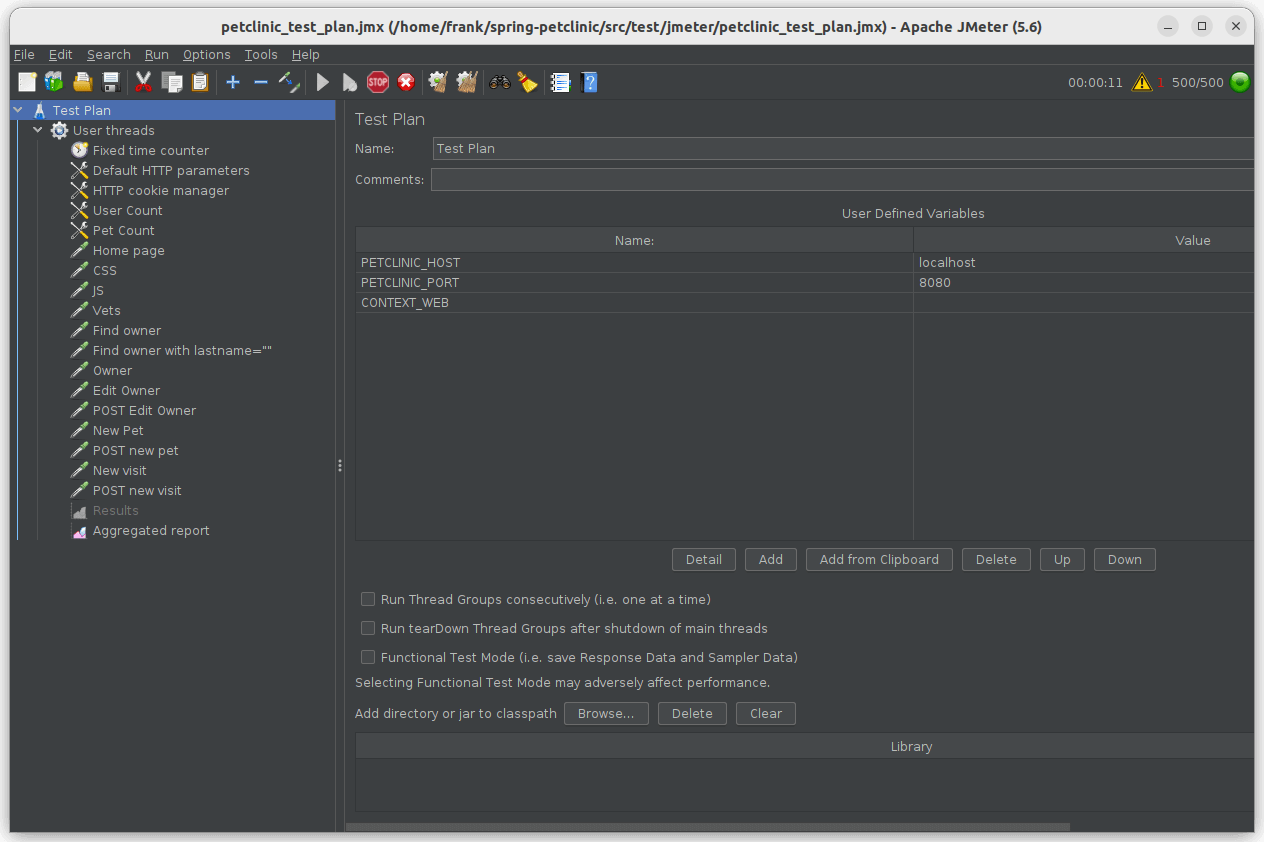 petclinic_test_plan.jmx (/home/frank/spring-petclinic/src/test/jmeter/petclinic_test_plan.jmx) - Apache JMeter (5.6)
File Edit Search Run Options Tools Help
STOP 00:00:11 1 500/500
Test Plan
User threads
Fixed time counter
Default HTTP parameters
HTTP cookie manager
User Count
Pet Count
Home page
CSS
JS
Vets
Find owner
Find owner with lastname=""
Owner
Edit Owner
POST Edit Owner
New Pet
POST new pet
New visit
POST new visit
Results
Aggregated report
Test Plan
Name: Test Plan
Comments:
User Defined Variables
Name: Value
PETCLINIC_HOST localhost
PETCLINIC_PORT 8080
CONTEXT_WEB
Detail Add Add from Clipboard Delete Up Down
Run Thread Groups consecutively (i.e. one at a time)
Run tearDown Thread Groups after shutdown of main threads
Functional Test Mode (i.e. save Response Data and Sampler Data)
Selecting Functional Test Mode may adversely affect performance.
Add directory or jar to classpath Browse... Delete Clear
Library